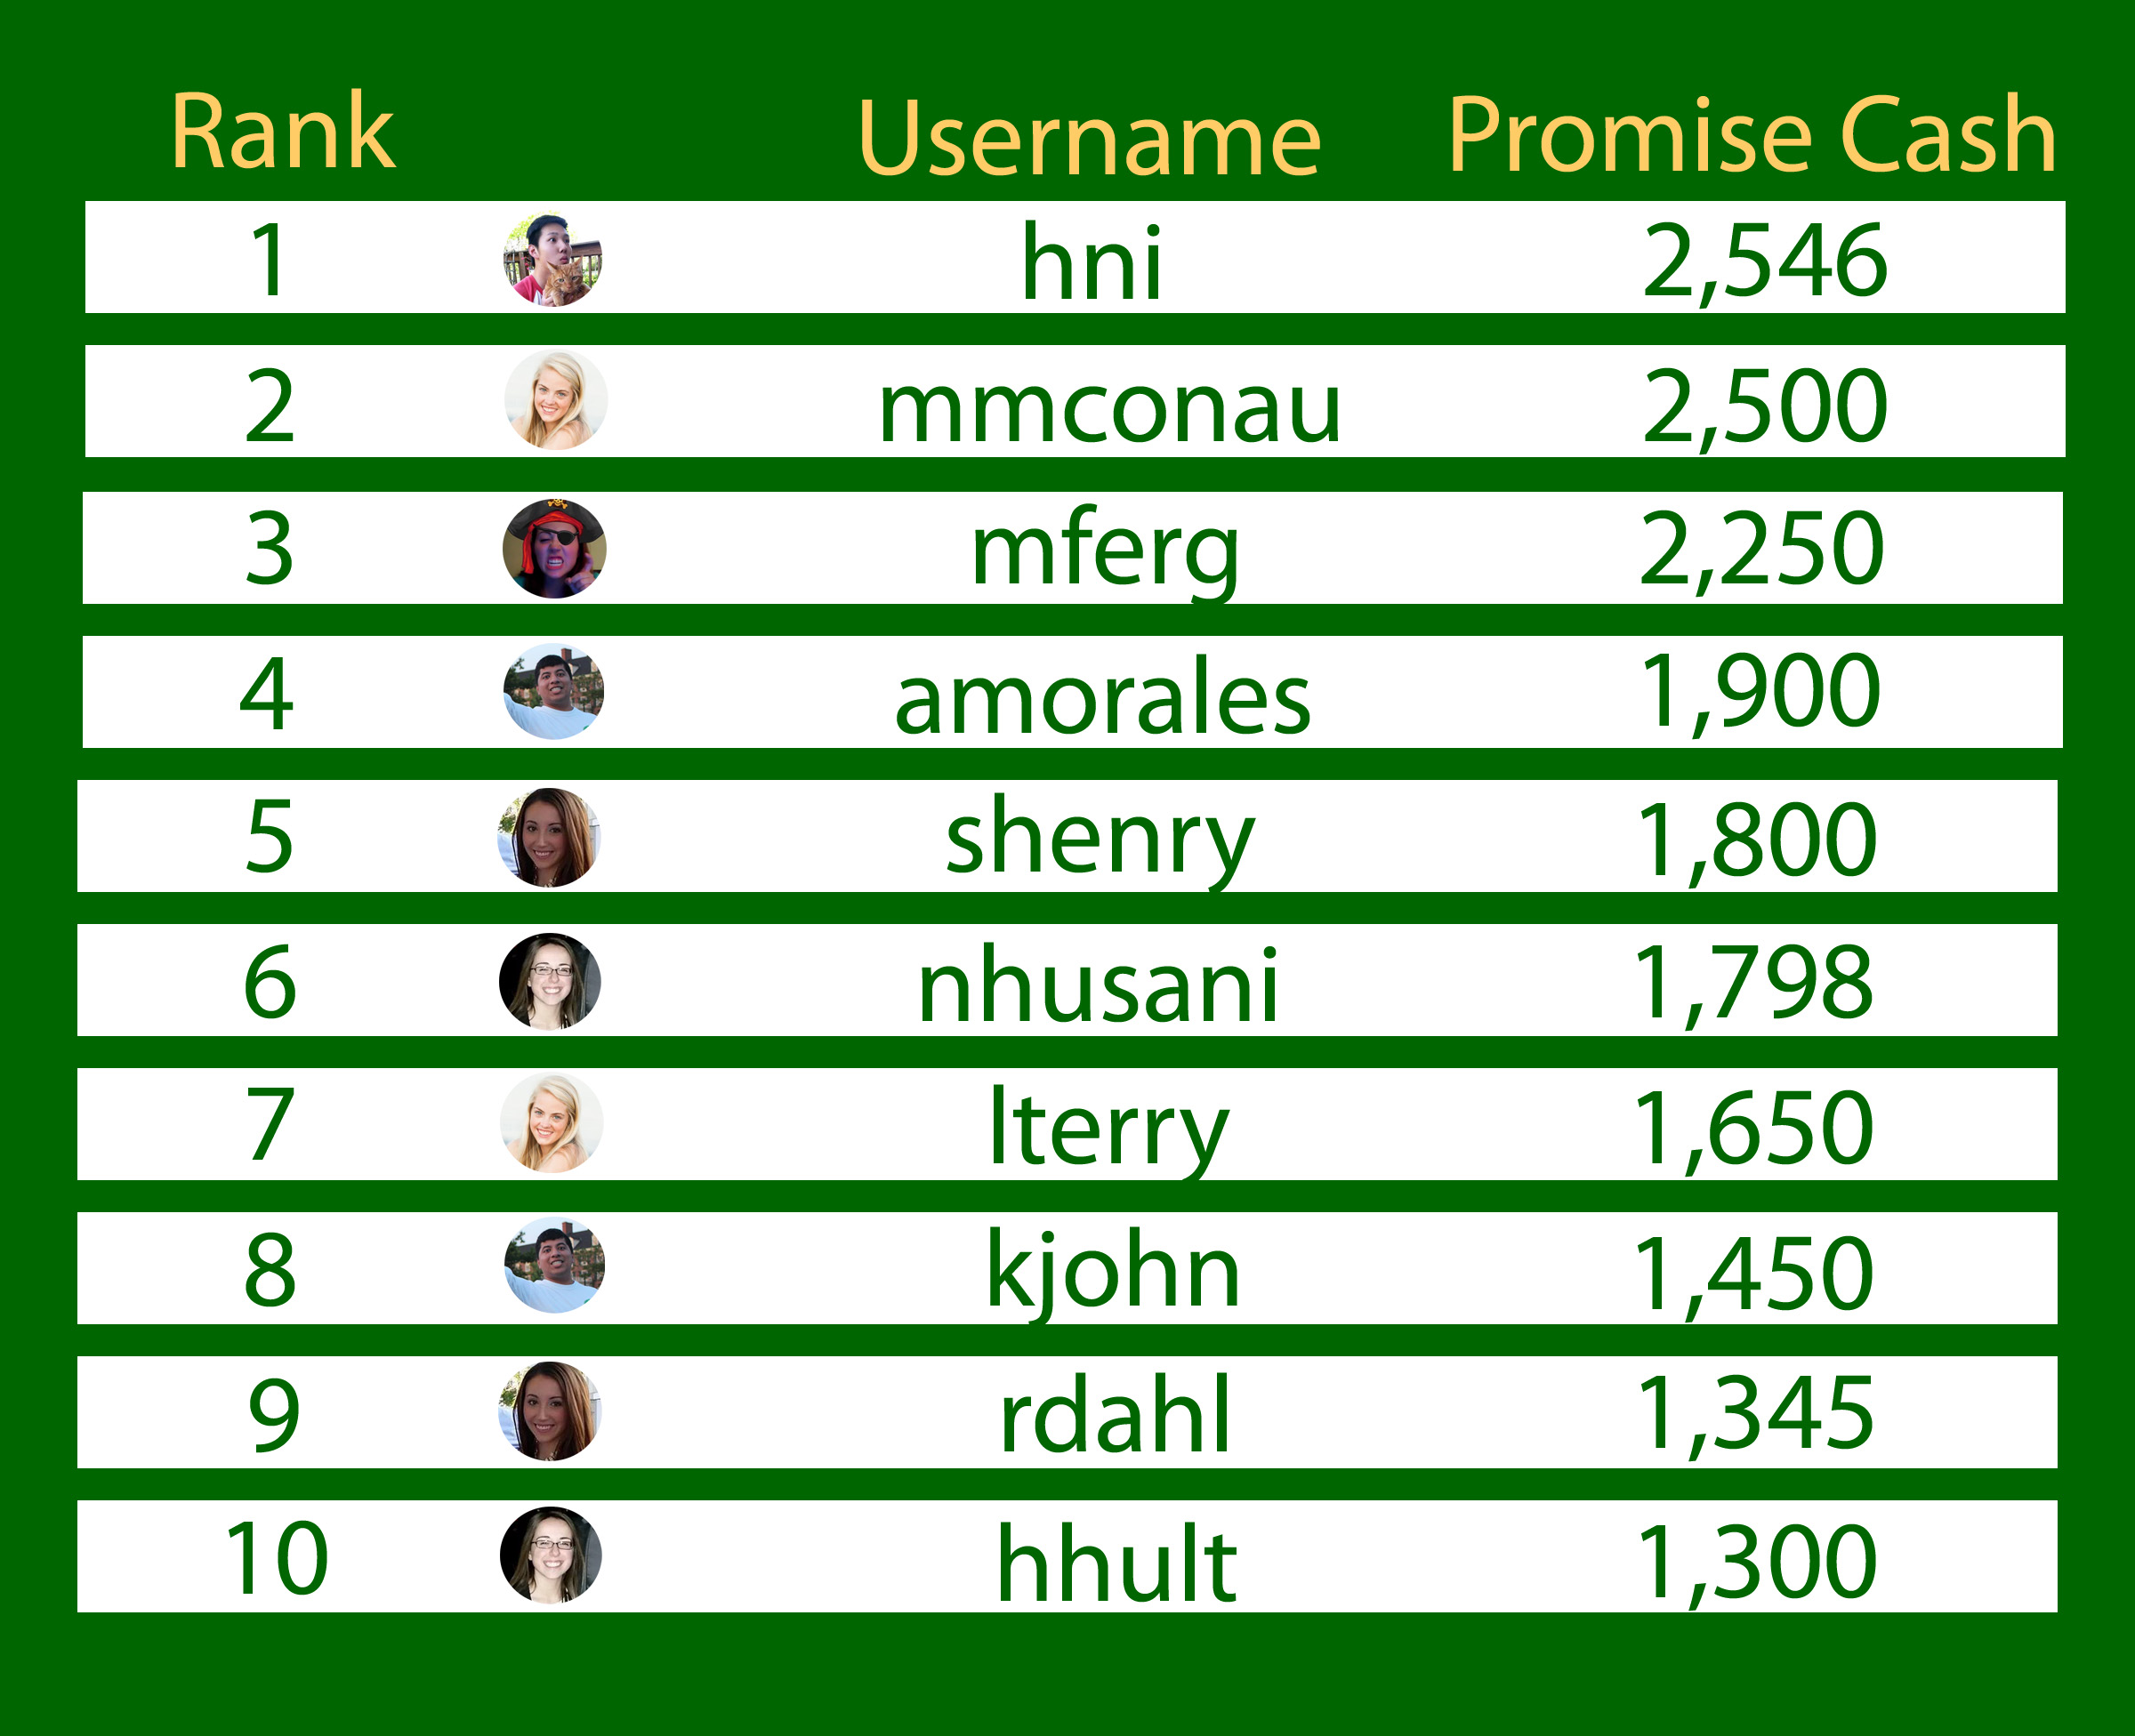 Rank Username Promise Cash
1 hni 2,546
2 mmconau 2,500
3 mferg 2,250
4 amorales 1,900
5 shenry 1,800
6 nhusani 1,798
7 lterry 1,650
8 kjohn 1,450
9 rdahl 1,345
10 hhult 1,300